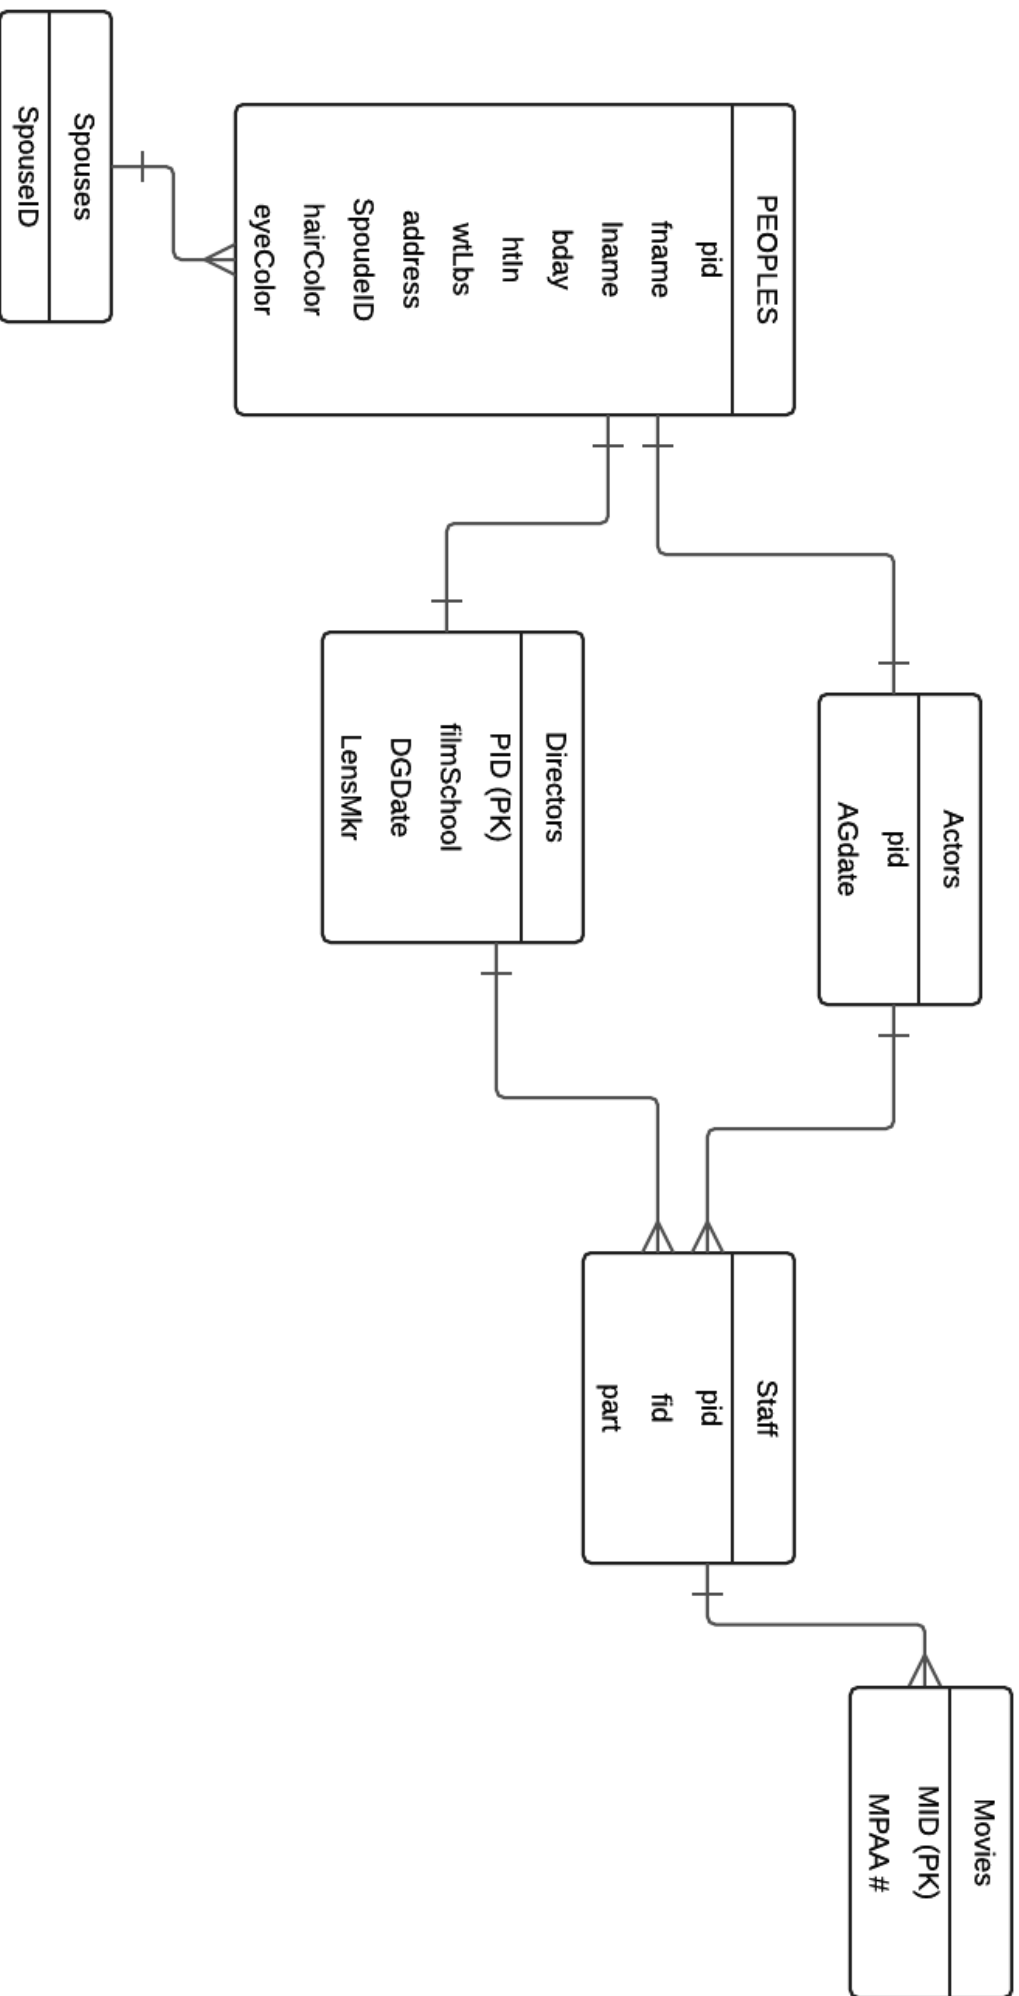 PEOPLES
pid
fname
lname
bday
htIn
wtLbs
address
SpoudeID
hairColor
eyeColor
Spouses
SpouseID
Actors
pid
AGdate
Directors
PID (PK)
filmSchool
DGDate
LensMkr
Staff
pid
fid
part
Movies
MID (PK)
MPAA #